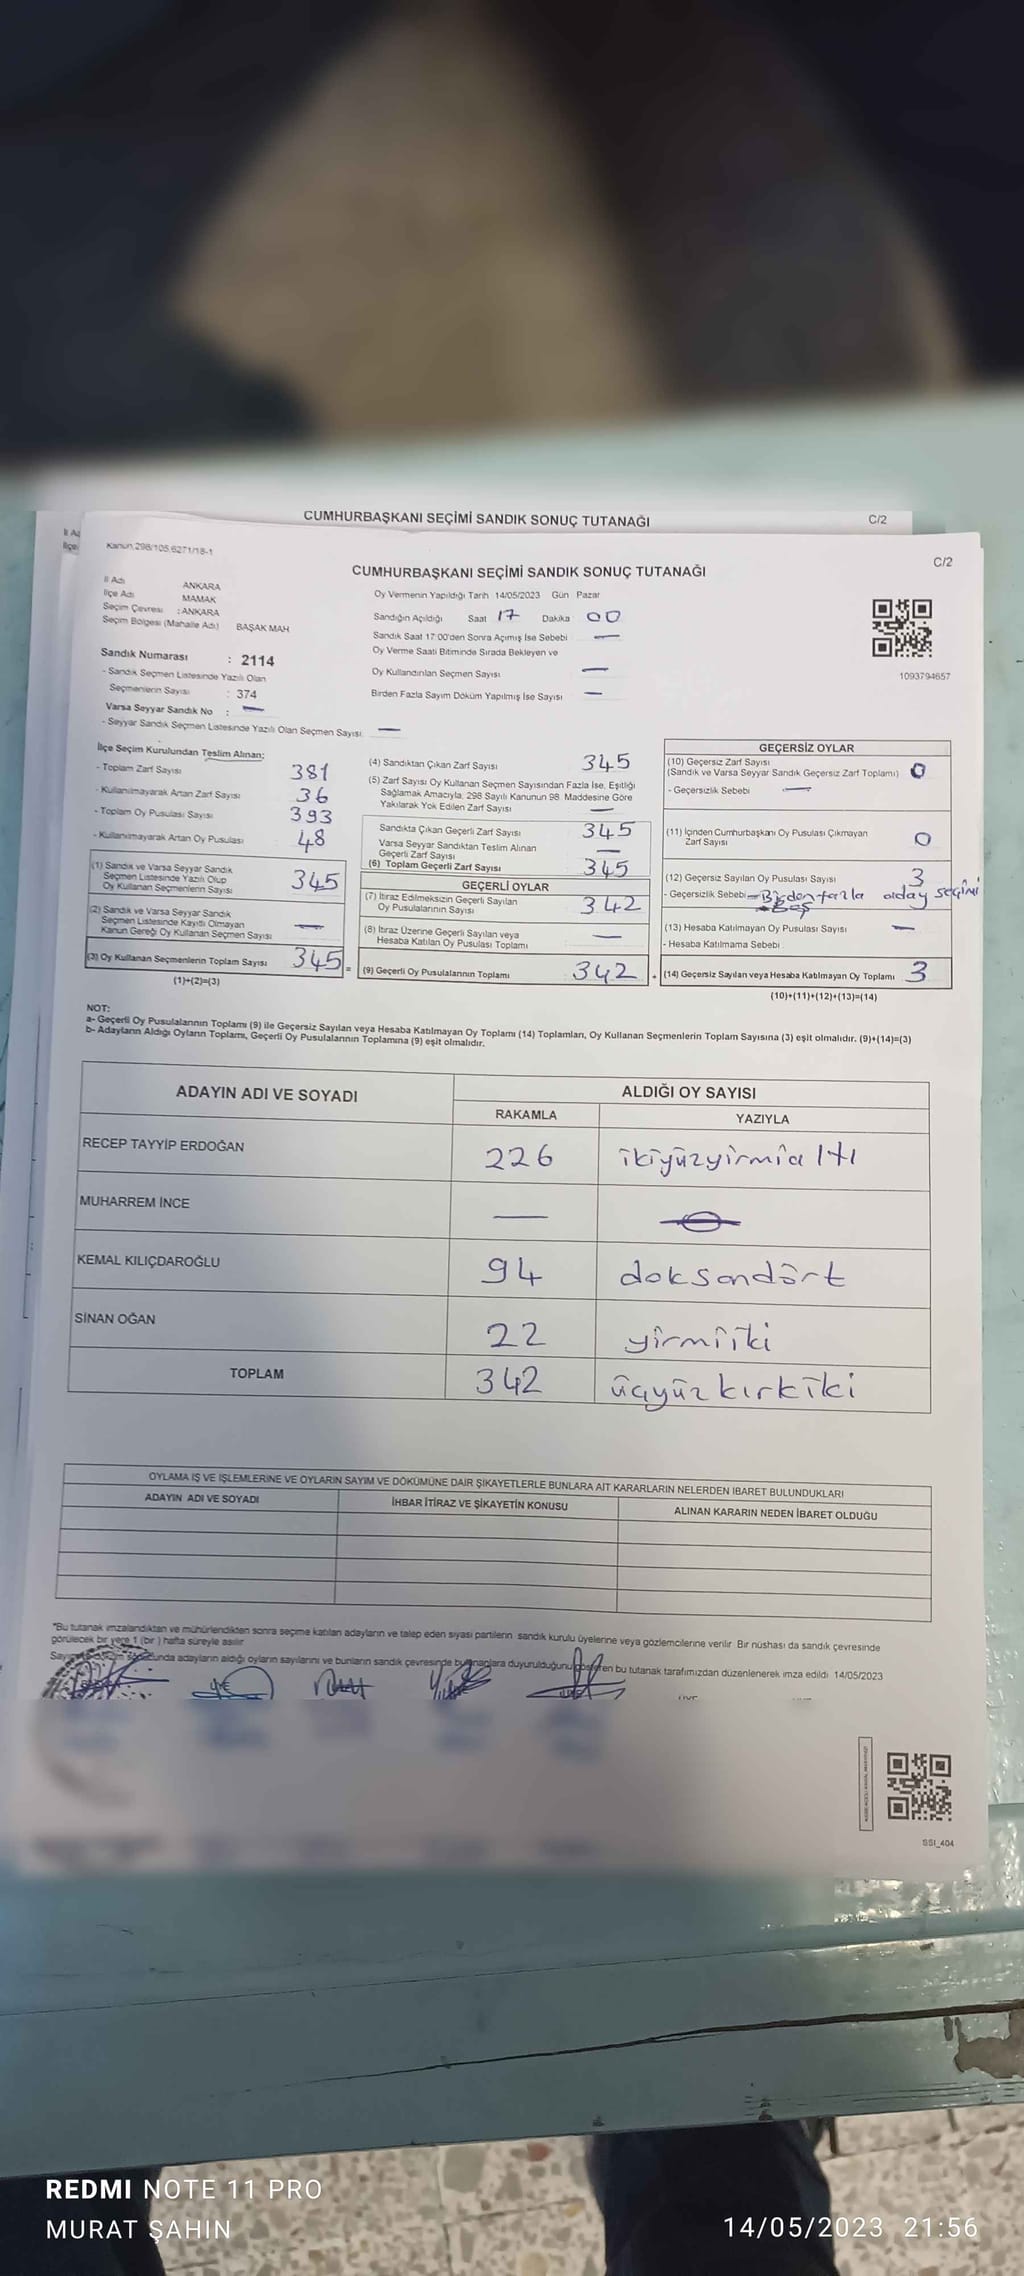 CUMHURBAŞKANI SEÇİMİ SANDIK SONUÇ TUTANAĞI
C/2
İl Ad
İlçe
Kanun.298/105,6271/18-1
C/2
CUMHURBAŞKANI SEÇİMİ SANDIK SONUÇ TUTANAĞI
İl Adı ANKARA
İlçe Adı MAMAK
Seçim Çevresi : ANKARA
Seçim Bölgesi (Mahalle Adı) BAŞAK MAH
Oy Vermenin Yapıldığı Tarih 14/05/2023 Gün Pazar
Sandığın Açıldığı Saat 17 Dakika 00
Sandık Saat 17:00'den Sonra Açımış İse Sebebi —
Oy Verme Saati Bitiminde Sırada Bekleyen ve
Oy Kullandırılan Seçmen Sayısı —
Birden Fazla Sayım Döküm Yapılmış İse Sayısı —
1093794657
Sandık Numarası : 2114
- Sandık Seçmen Listesinde Yazılı Olan
Seçmenlerin Sayısı : 374
Varsa Seyyar Sandık No : —
- Seyyar Sandık Seçmen Listesinde Yazılı Olan Seçmen Sayısı —
İlçe Seçim Kurulundan Teslim Alınan;
- Toplam Zarf Sayısı 381
- Kullanılmayarak Artan Zarf Sayısı 36
- Toplam Oy Pusulası Sayısı 393
- Kullanılmayarak Artan Oy Pusulası 48
(1) Sandık ve Varsa Seyyar Sandık
Seçmen Listesinde Yazılı Olup
Oy Kullanan Seçmenlerin Sayısı 345
(2) Sandık ve Varsa Seyyar Sandık
Seçmen Listesinde Kayıtlı Olmayan
Kanun Gereği Oy Kullanan Seçmen Sayısı —
(3) Oy Kullanan Seçmenlerin Toplam Sayısı 345 =
(1)+(2)=(3)
(4) Sandıktan Çıkan Zarf Sayısı 345
(5) Zarf Sayısı Oy Kullanan Seçmen Sayısından Fazla İse, Eşitliği
Sağlamak Amacıyla, 298 Sayılı Kanunun 98. Maddesine Göre
Yakılarak Yok Edilen Zarf Sayısı —
Sandıkta Çıkan Geçerli Zarf Sayısı 345
Varsa Seyyar Sandıktan Teslim Alınan
Geçerli Zarf Sayısı —
(6) Toplam Geçerli Zarf Sayısı 345
GEÇERLİ OYLAR
(7) İtiraz Edilmeksizin Geçerli Sayılan
Oy Pusulalarının Sayısı 342
(8) İtiraz Üzerine Geçerli Sayılan veya
Hesaba Katılan Oy Pusulası Toplamı —
(9) Geçerli Oy Pusulalarının Toplamı 342 +
GEÇERSİZ OYLAR
(10) Geçersiz Zarf Sayısı
(Sandık ve Varsa Seyyar Sandık Geçersiz Zarf Toplamı) 0
- Geçersizlik Sebebi —
(11) İçinden Cumhurbaşkanı Oy Pusulası Çıkmayan
Zarf Sayısı 0
(12) Geçersiz Sayılan Oy Pusulası Sayısı 3
- Geçersizlik Sebebi — Birden fazla aday seçimi
Boş
(13) Hesaba Katılmayan Oy Pusulası Sayısı —
- Hesaba Katılmama Sebebi
(14) Geçersiz Sayılan veya Hesaba Katılmayan Oy Toplamı 3
(10)+(11)+(12)+(13)=(14)
NOT:
a- Geçerli Oy Pusulalarının Toplamı (9) ile Geçersiz Sayılan veya Hesaba Katılmayan Oy Toplamı (14) Toplamları, Oy Kullanan Seçmenlerin Toplam Sayısına (3) eşit olmalıdır. (9)+(14)=(3)
b- Adayların Aldığı Oyların Toplamı, Geçerli Oy Pusulalarının Toplamına (9) eşit olmalıdır.
ADAYIN ADI VE SOYADI ALDIĞI OY SAYISI
RAKAMLA YAZIYLA
RECEP TAYYİP ERDOĞAN 226 ikiyüzyirmialtı
MUHARREM İNCE —
KEMAL KILIÇDAROĞLU 94 doksandört
SİNAN OĞAN 22 yirmiiki
TOPLAM 342 üçyüzkırkiki
OYLAMA İŞ VE İŞLEMLERİNE VE OYLARIN SAYIM VE DÖKÜMÜNE DAİR ŞİKAYETLERLE BUNLARA AİT KARARLARIN NELERDEN İBARET BULUNDUKLARI
ADAYIN ADI VE SOYADI İHBAR İTİRAZ VE ŞİKAYETİN KONUSU ALINAN KARARIN NEDEN İBARET OLDUĞU
"Bu tutanak imzalandıktan ve mühürlendikten sonra seçime katılan adayların ve talep eden siyasi partilerin sandık kurulu üyelerine veya gözlemcilerine verilir Bir nüshası da sandık çevresinde
görülecek bir yere 1 (bir ) hafta süreyle asılır
adayların aldığı oyların sayılarını ve bunların sandık çevresinde duyurulduğunu gösteren bu tutanak tarafımızdan düzenlenerek imza edildi 14/05/2023
SSI_404
REDMI NOTE 11 PRO
MURAT ŞAHIN
14/05/2023 21:56